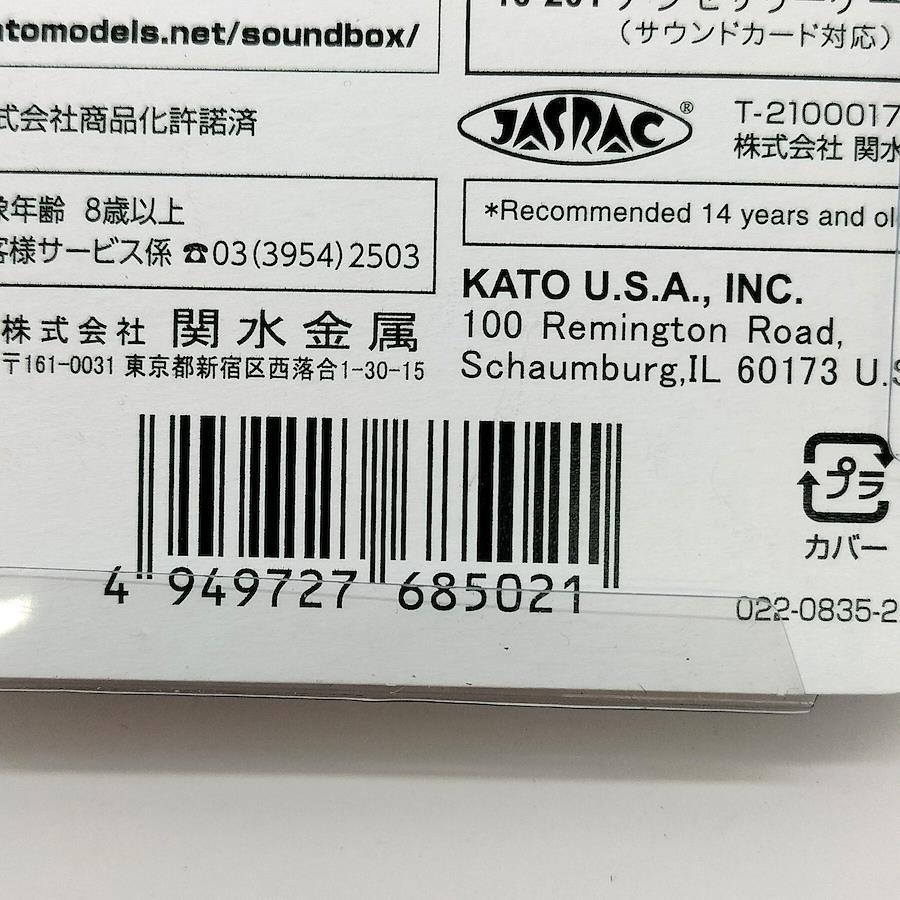 atomodels.net/soundbox/
(サウンドカード対応)
式会社商品化許諾済
JASRAC®
T-2100017
株式会社 関水
象年齢 8歳以上
客様サービス係 ☎03(3954)2503
*Recommended 14 years and ol
株式会社 関水金属
〒161-0031 東京都新宿区西落合1-30-15
KATO U.S.A., INC.
100 Remington Road,
Schaumburg,IL 60173 U.S
プラ
カバー
4 949727 685021
022-0835-2